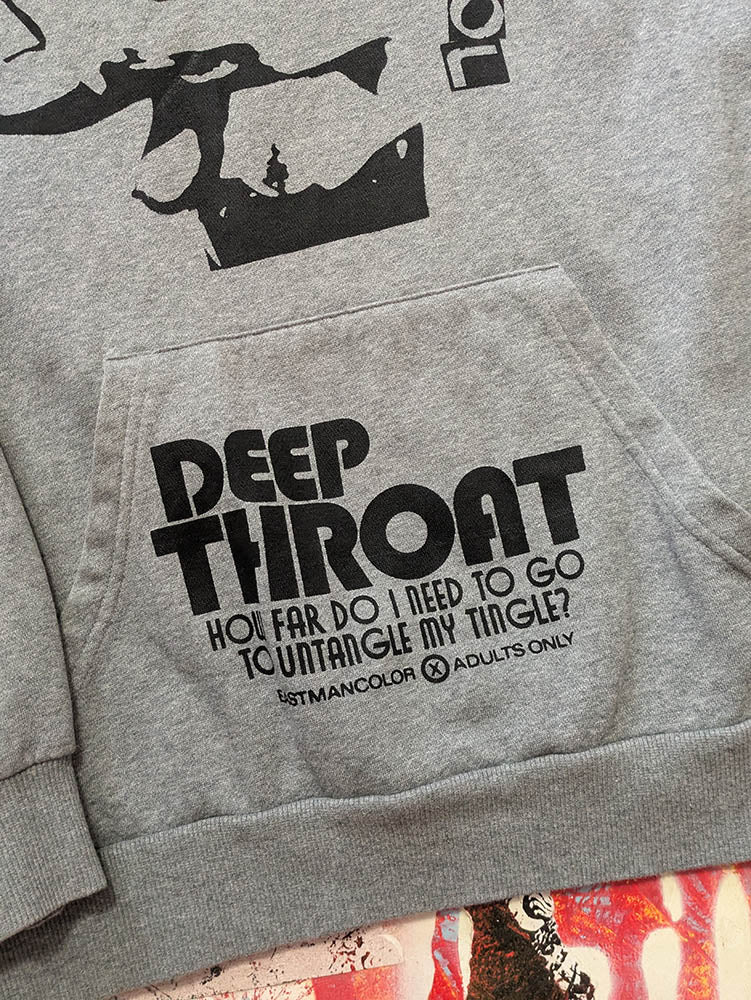 DEEP
THROAT
HOW FAR DO I NEED TO GO
TO UNTANGLE MY TINGLE?
EASTMANCOLOR X ADULTS ONLY